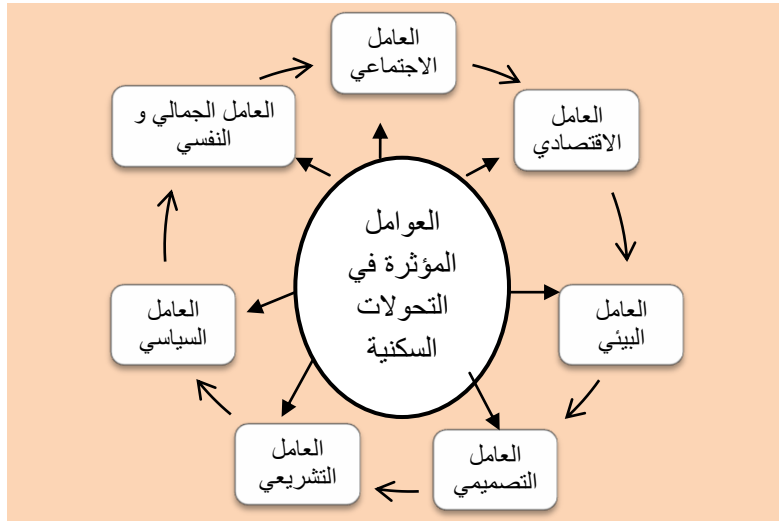 العامل
الاجتماعي
العامل
الاقتصادي
العامل
البيئي
العامل
التصميمي
العامل
التشريعي
العامل
السياسي
العامل الجمالي و
النفسي
العوامل
المؤثرة في
التحولات
السكنية